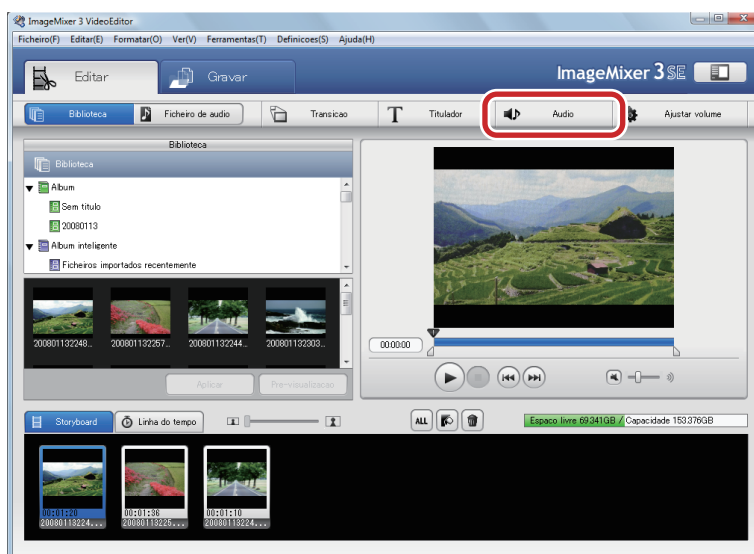 ImageMixer 3 VideoEditor
Ficheiro(F) Editar(E) Formatar(O) Ver(V) Ferramentas(T) Definicoes(S) Ajuda(H)
Editar Gravar ImageMixer 3 SE
Biblioteca Ficheiro de audio Transicao T Titulador Audio Ajustar volume
Biblioteca
Biblioteca
Album
Sem titulo
20080113
Album inteligente
Ficheiros importados recentemente
200801132248.. 200801132257.. 200801132244.. 200801132303...
00:00:00
Aplicar Pre-visualizacao
Storyboard Linha do tempo ALL Espaco livre 69.341GB / Capacidade 153.376GB
00:01:20 00:01:36 00:01:10
20080113224... 20080113225... 20080113224...